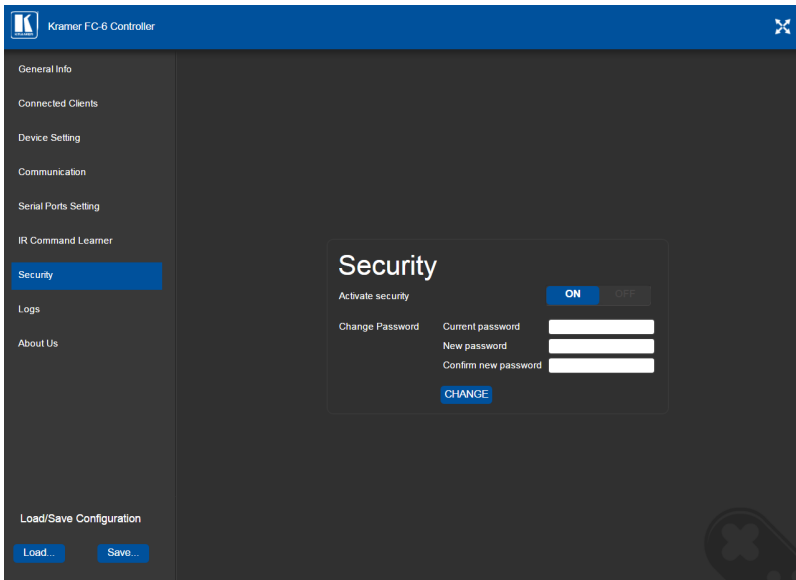 Kramer FC-6 Controller
General Info
Connected Clients
Device Setting
Communication
Serial Ports Setting
IR Command Learner
Security
Logs
About Us
Load/Save Configuration
Load...
Save...
Security
Activate security
ON
OFF
Change Password
Current password
New password
Confirm new password
CHANGE